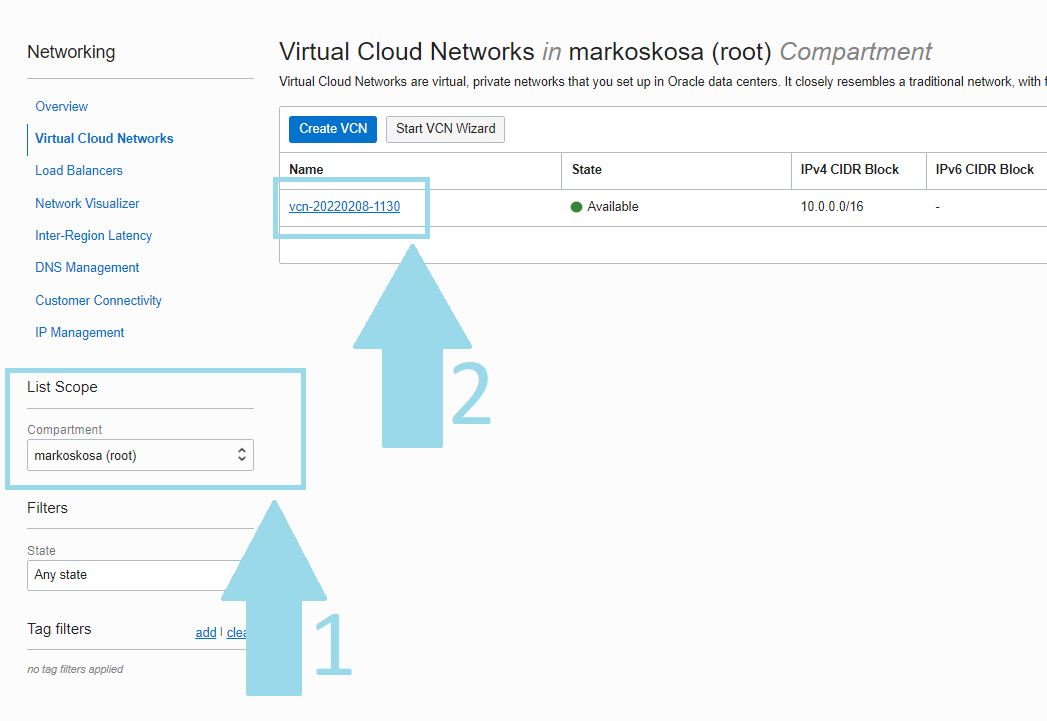 Networking
Overview
Virtual Cloud Networks
Load Balancers
Network Visualizer
Inter-Region Latency
DNS Management
Customer Connectivity
IP Management
List Scope
Compartment
markoskosa (root)
Filters
State
Any state
Tag filters add | clea
no tag filters applied
1
Virtual Cloud Networks in markoskosa (root) Compartment
Virtual Cloud Networks are virtual, private networks that you set up in Oracle data centers. It closely resembles a traditional network, with f
Create VCN Start VCN Wizard
Name State IPv4 CIDR Block IPv6 CIDR Block
vcn-20220208-1130 Available 10.0.0.0/16 -
2